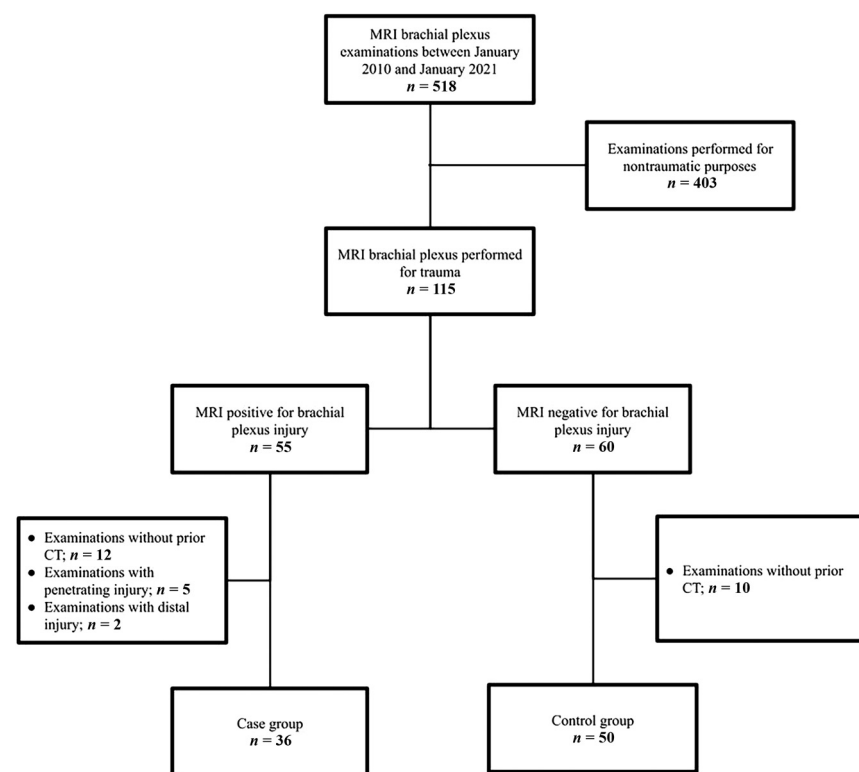 MRI brachial plexus
examinations between January
2010 and January 2021
n = 518
Examinations performed for
nontraumatic purposes
n = 403
MRI brachial plexus performed
for trauma
n = 115
MRI positive for brachial
plexus injury
n = 55
MRI negative for brachial
plexus injury
n = 60
● Examinations without prior
CT; n = 12
● Examinations with
penetrating injury; n = 5
● Examinations with distal
injury; n = 2
● Examinations without prior
CT; n = 10
Case group
n = 36
Control group
n = 50